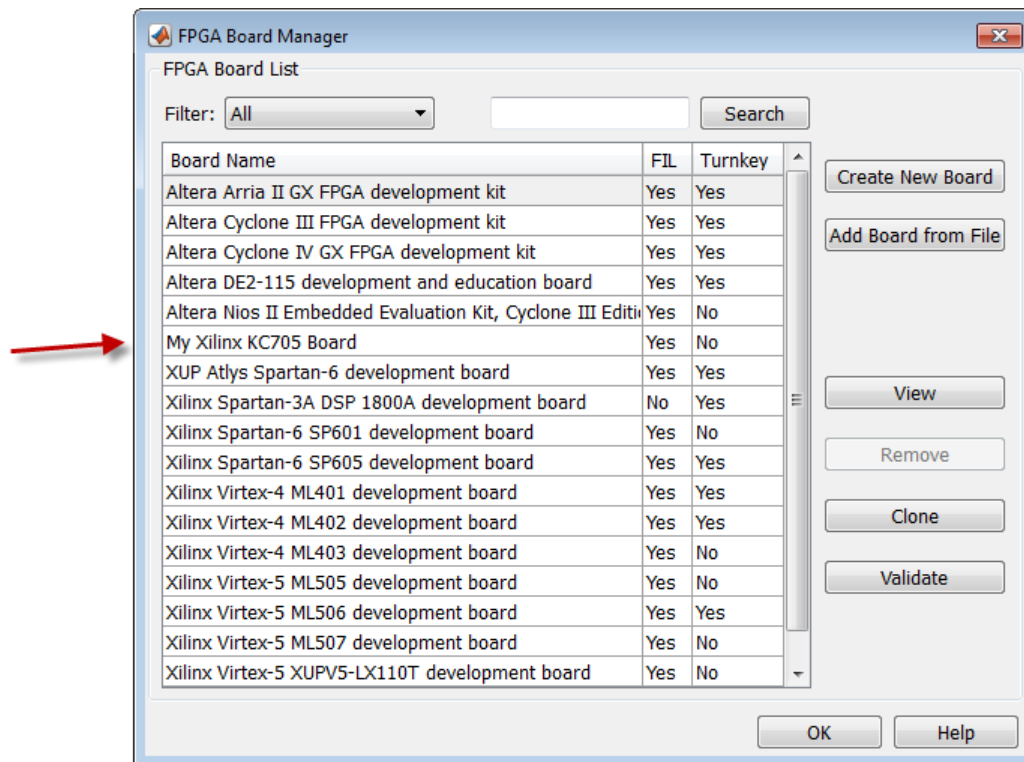 FPGA Board Manager
FPGA Board List
Filter: All Search
Board Name FIL Turnkey
Altera Arria II GX FPGA development kit Yes Yes
Altera Cyclone III FPGA development kit Yes Yes
Altera Cyclone IV GX FPGA development kit Yes Yes
Altera DE2-115 development and education board Yes Yes
Altera Nios II Embedded Evaluation Kit, Cyclone III Editi Yes No
My Xilinx KC705 Board Yes No
XUP Atlys Spartan-6 development board Yes Yes
Xilinx Spartan-3A DSP 1800A development board No Yes
Xilinx Spartan-6 SP601 development board Yes No
Xilinx Spartan-6 SP605 development board Yes Yes
Xilinx Virtex-4 ML401 development board Yes Yes
Xilinx Virtex-4 ML402 development board Yes Yes
Xilinx Virtex-4 ML403 development board Yes No
Xilinx Virtex-5 ML505 development board Yes No
Xilinx Virtex-5 ML506 development board Yes Yes
Xilinx Virtex-5 ML507 development board Yes No
Xilinx Virtex-5 XUPV5-LX110T development board Yes No
Create New Board
Add Board from File
View
Remove
Clone
Validate
OK Help